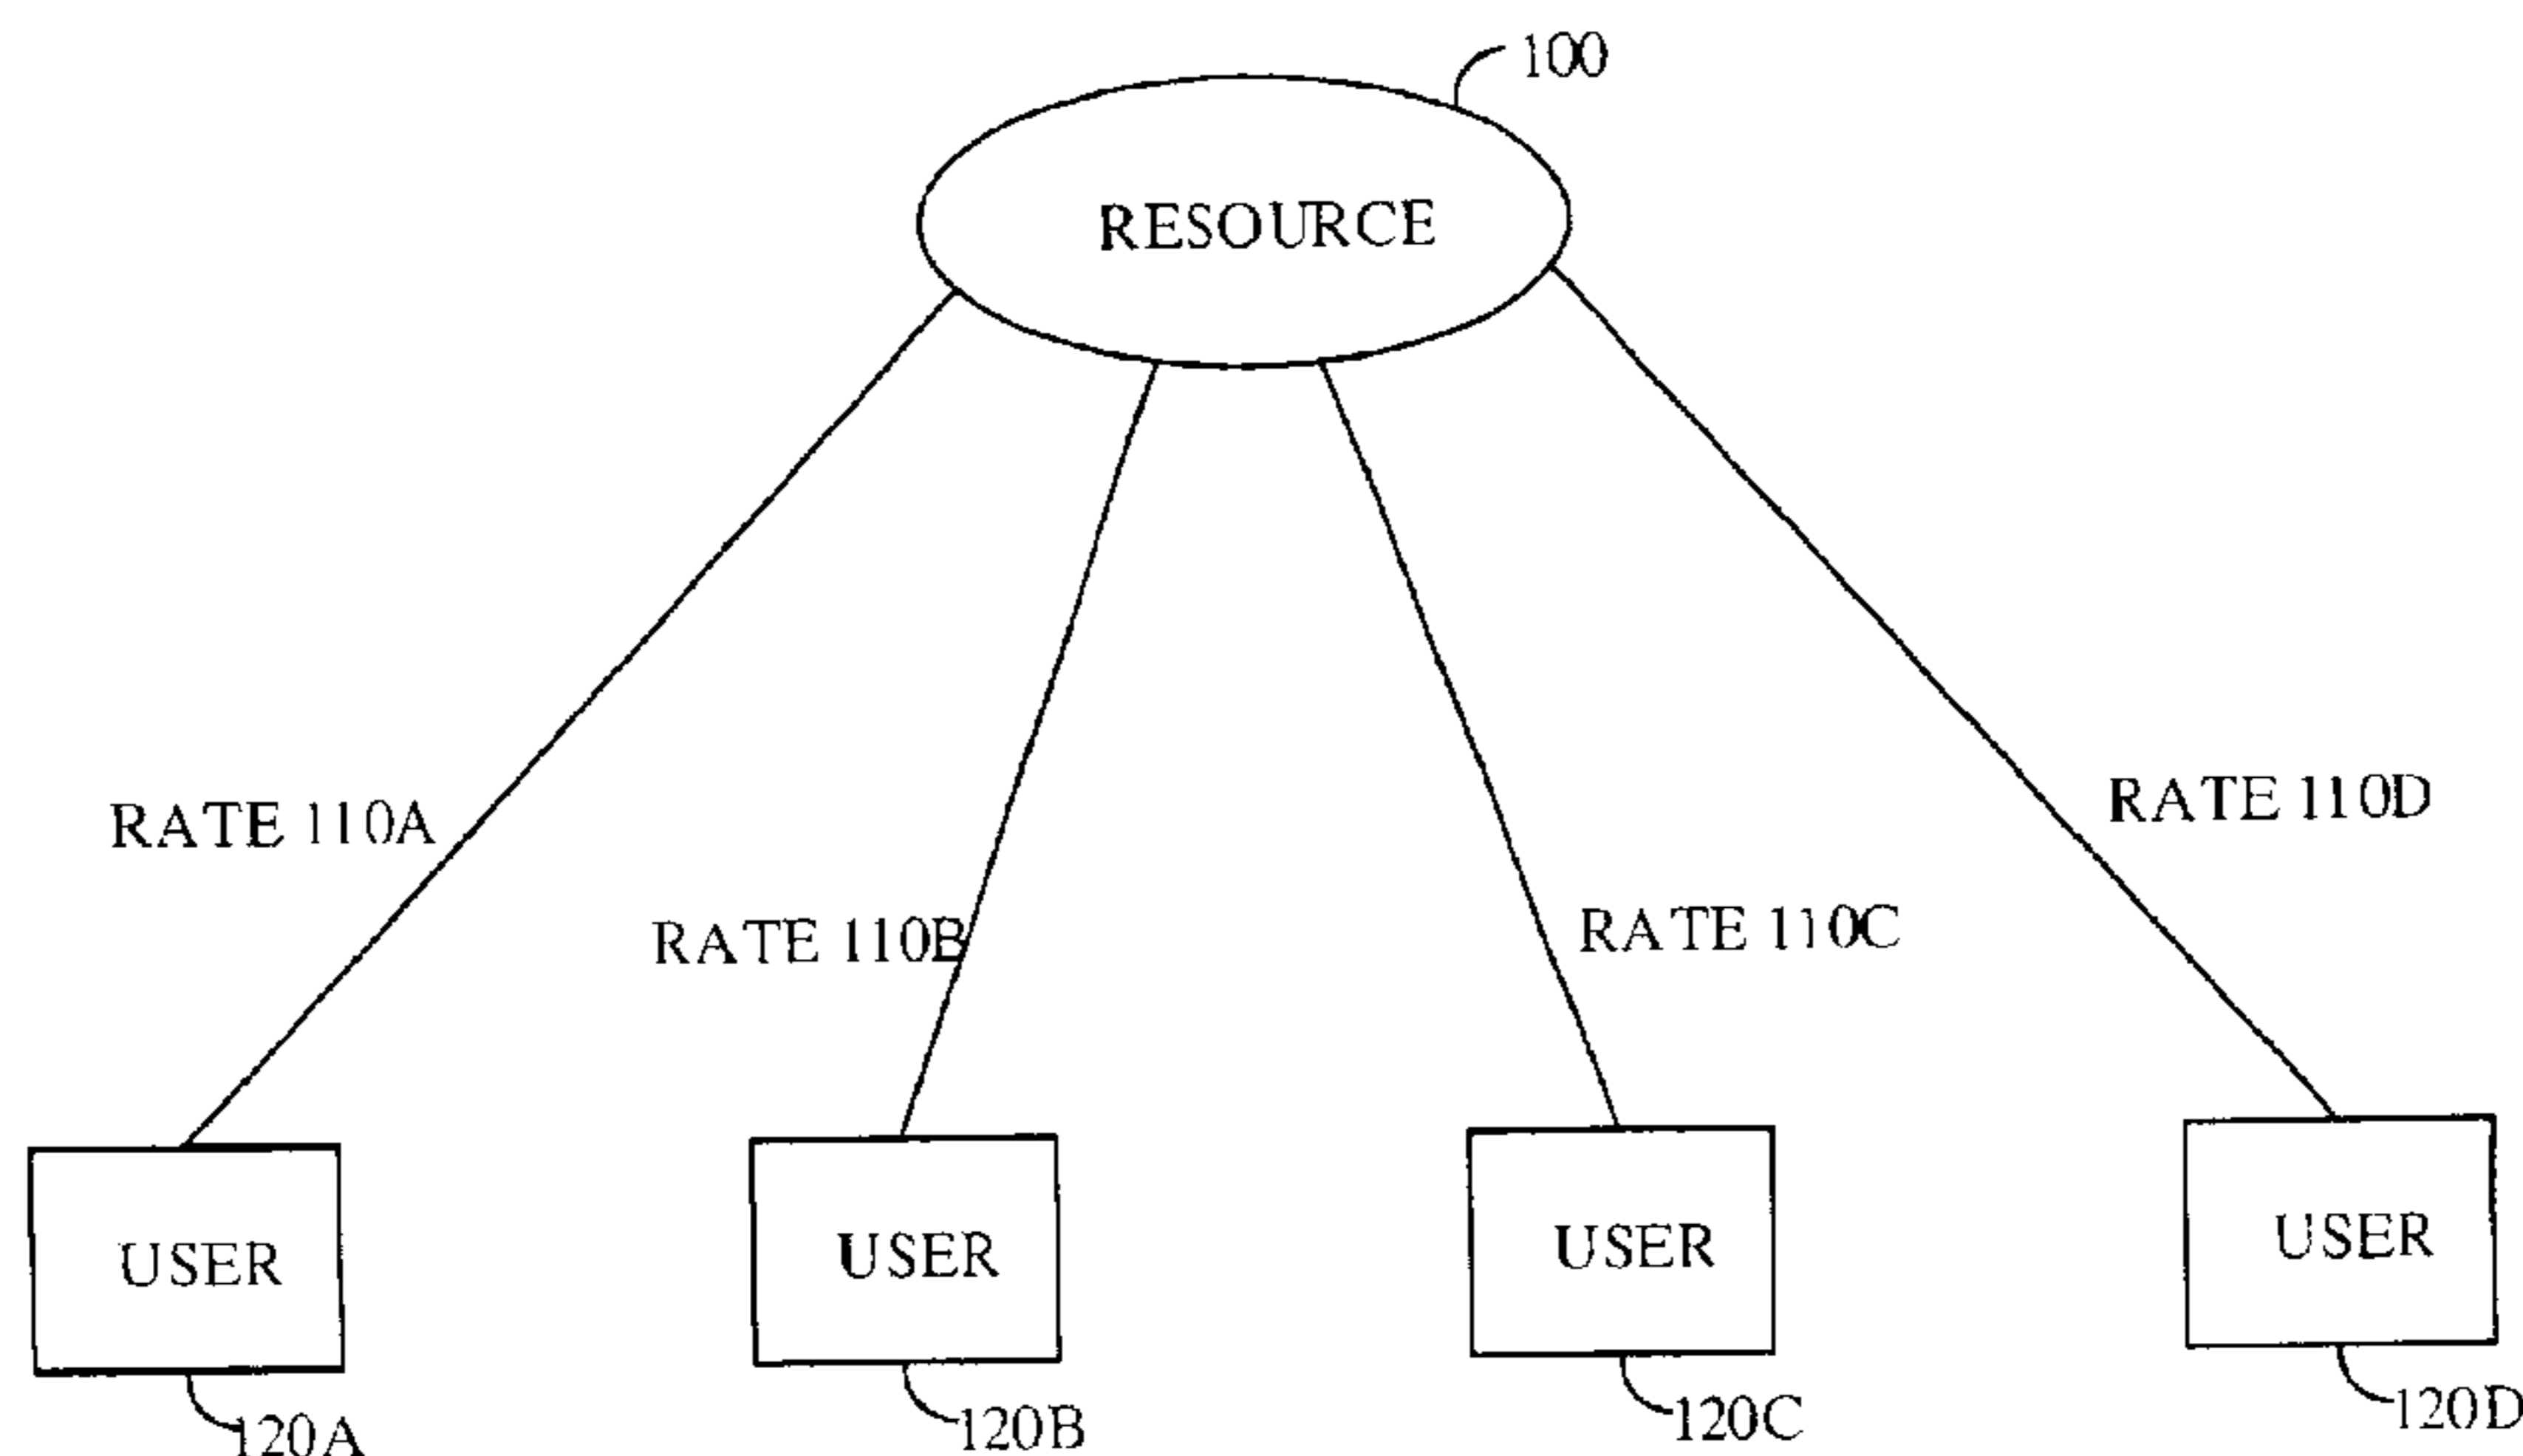 100
RESOURCE
RATE 110A
RATE 110B
RATE 110C
RATE 110D
USER
USER
USER
USER
120A
120B
120C
120D